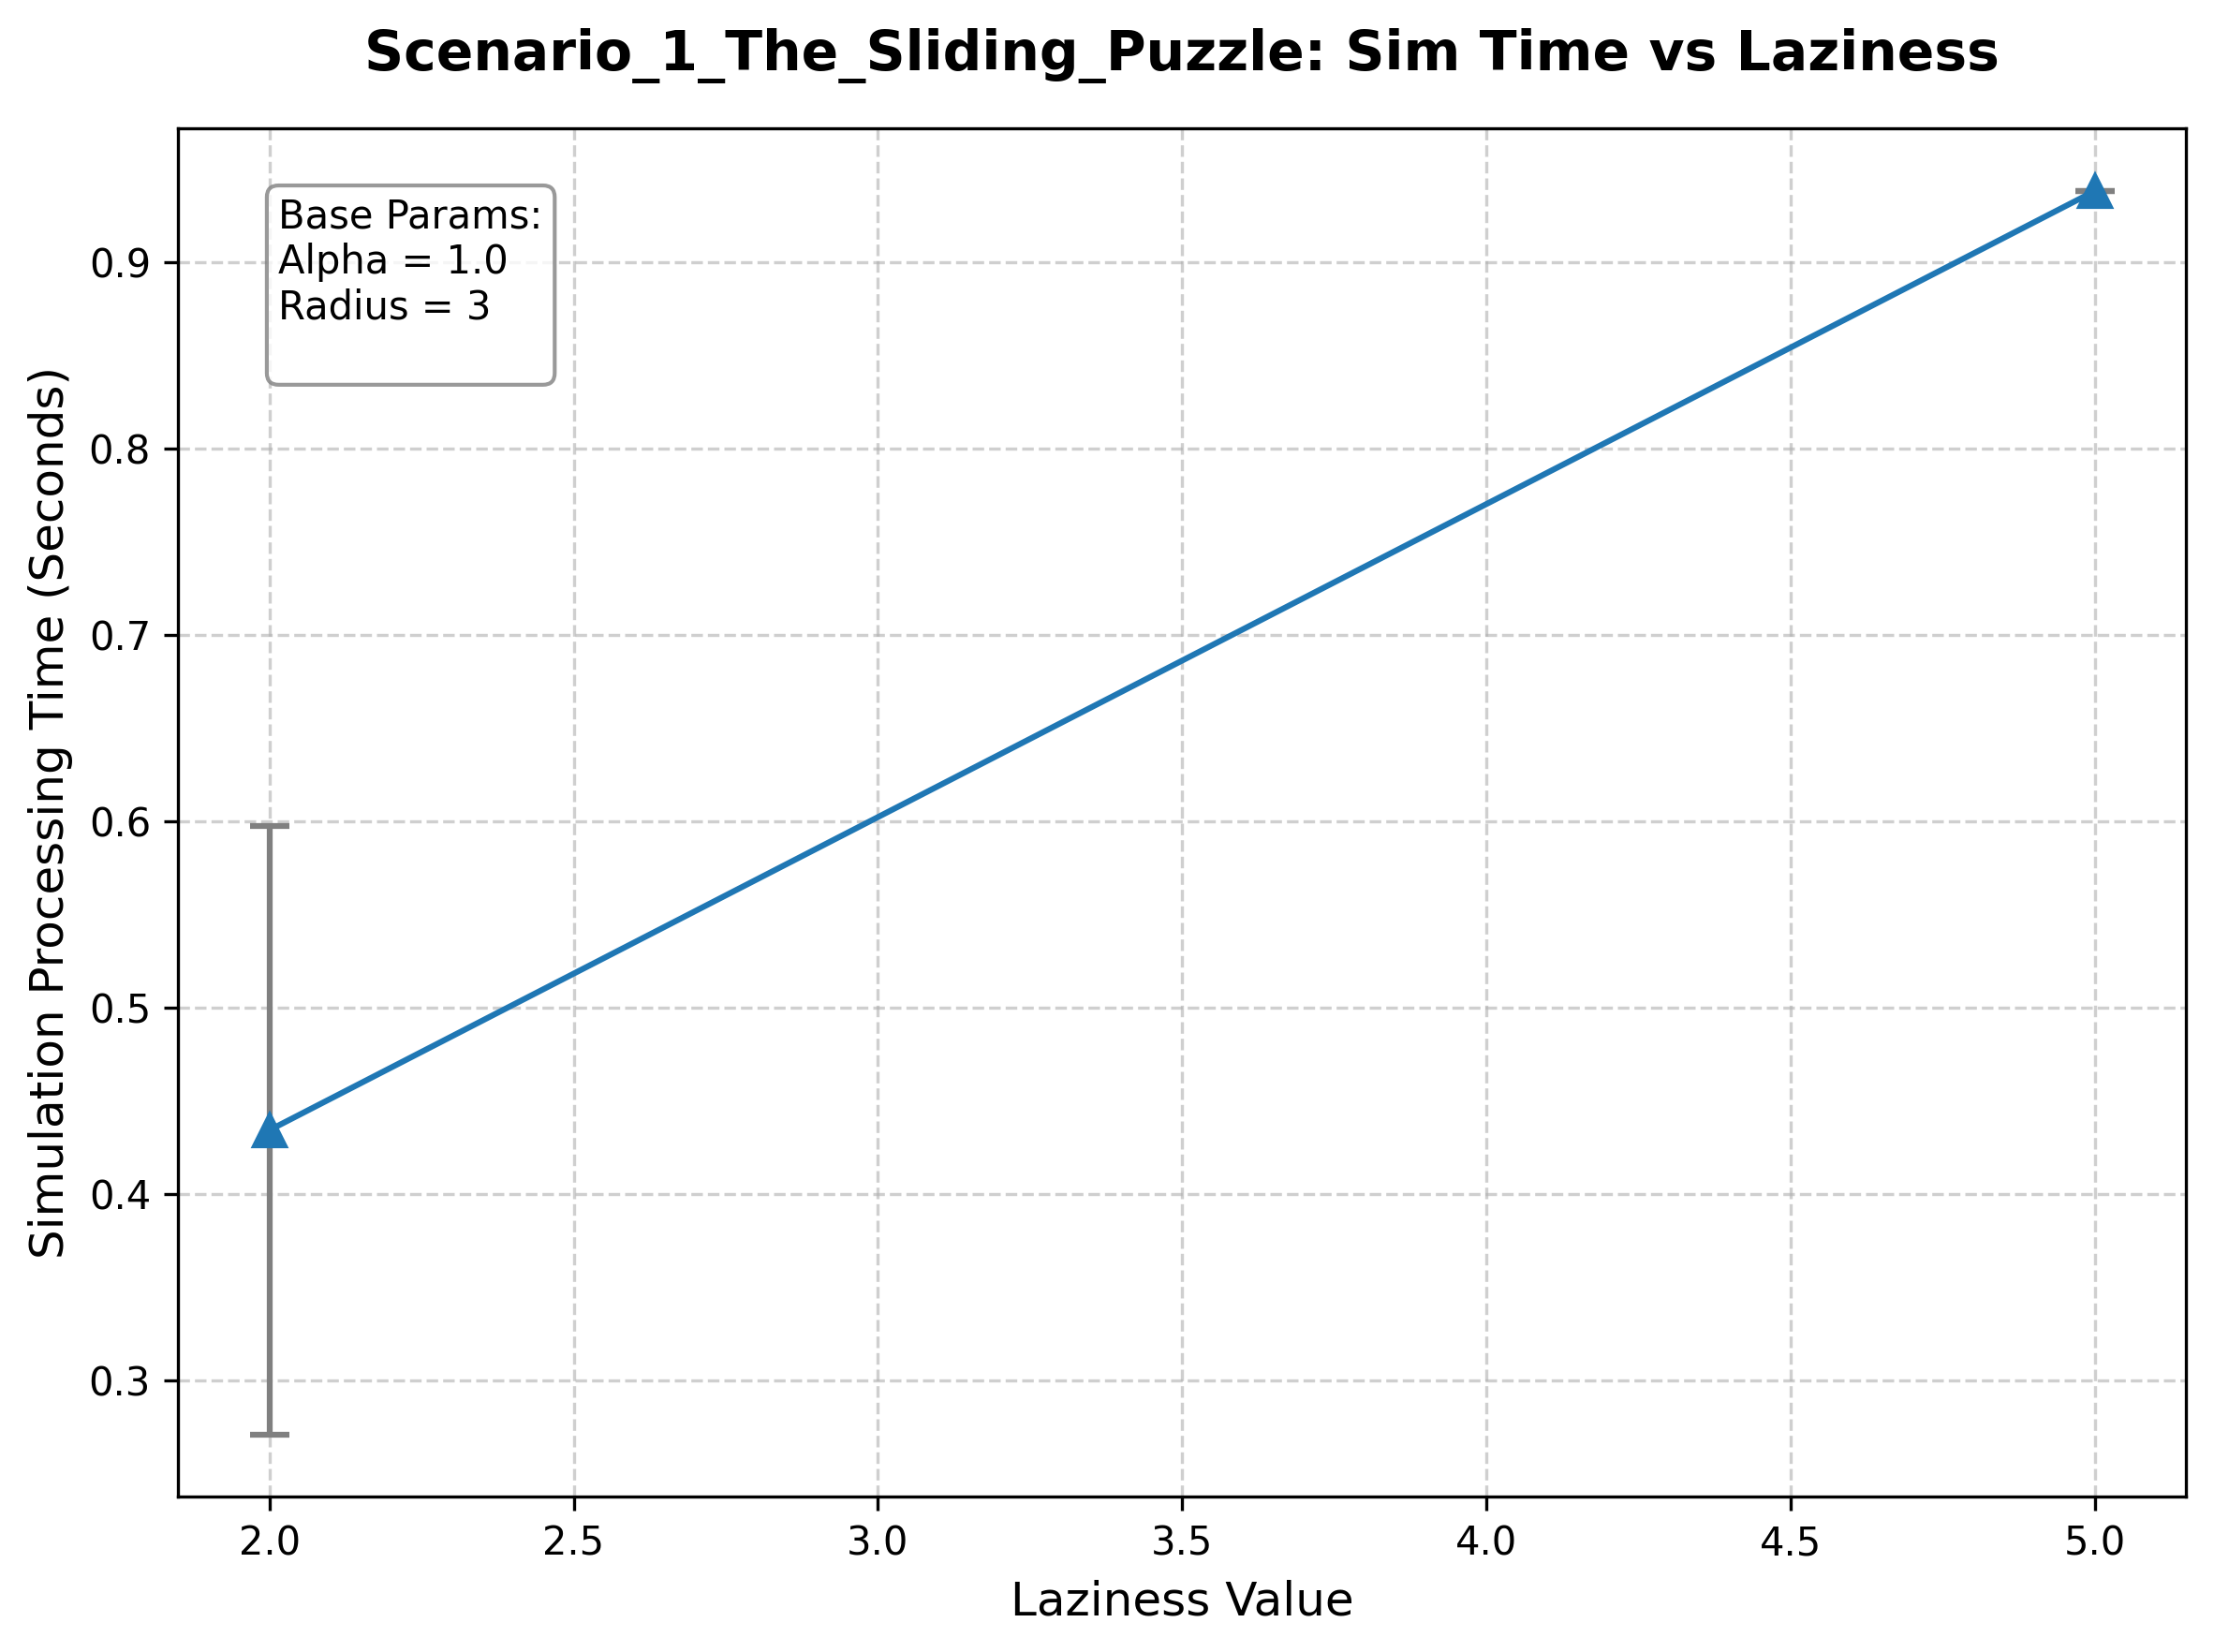 Scenario_1_The_Sliding_Puzzle: Sim Time vs Laziness
Base Params:
Alpha = 1.0
Radius = 3
Simulation Processing Time (Seconds)
0.9
0.8
0.7
0.6
0.5
0.4
0.3
2.0 2.5 3.0 3.5 4.0 4.5 5.0
Laziness Value